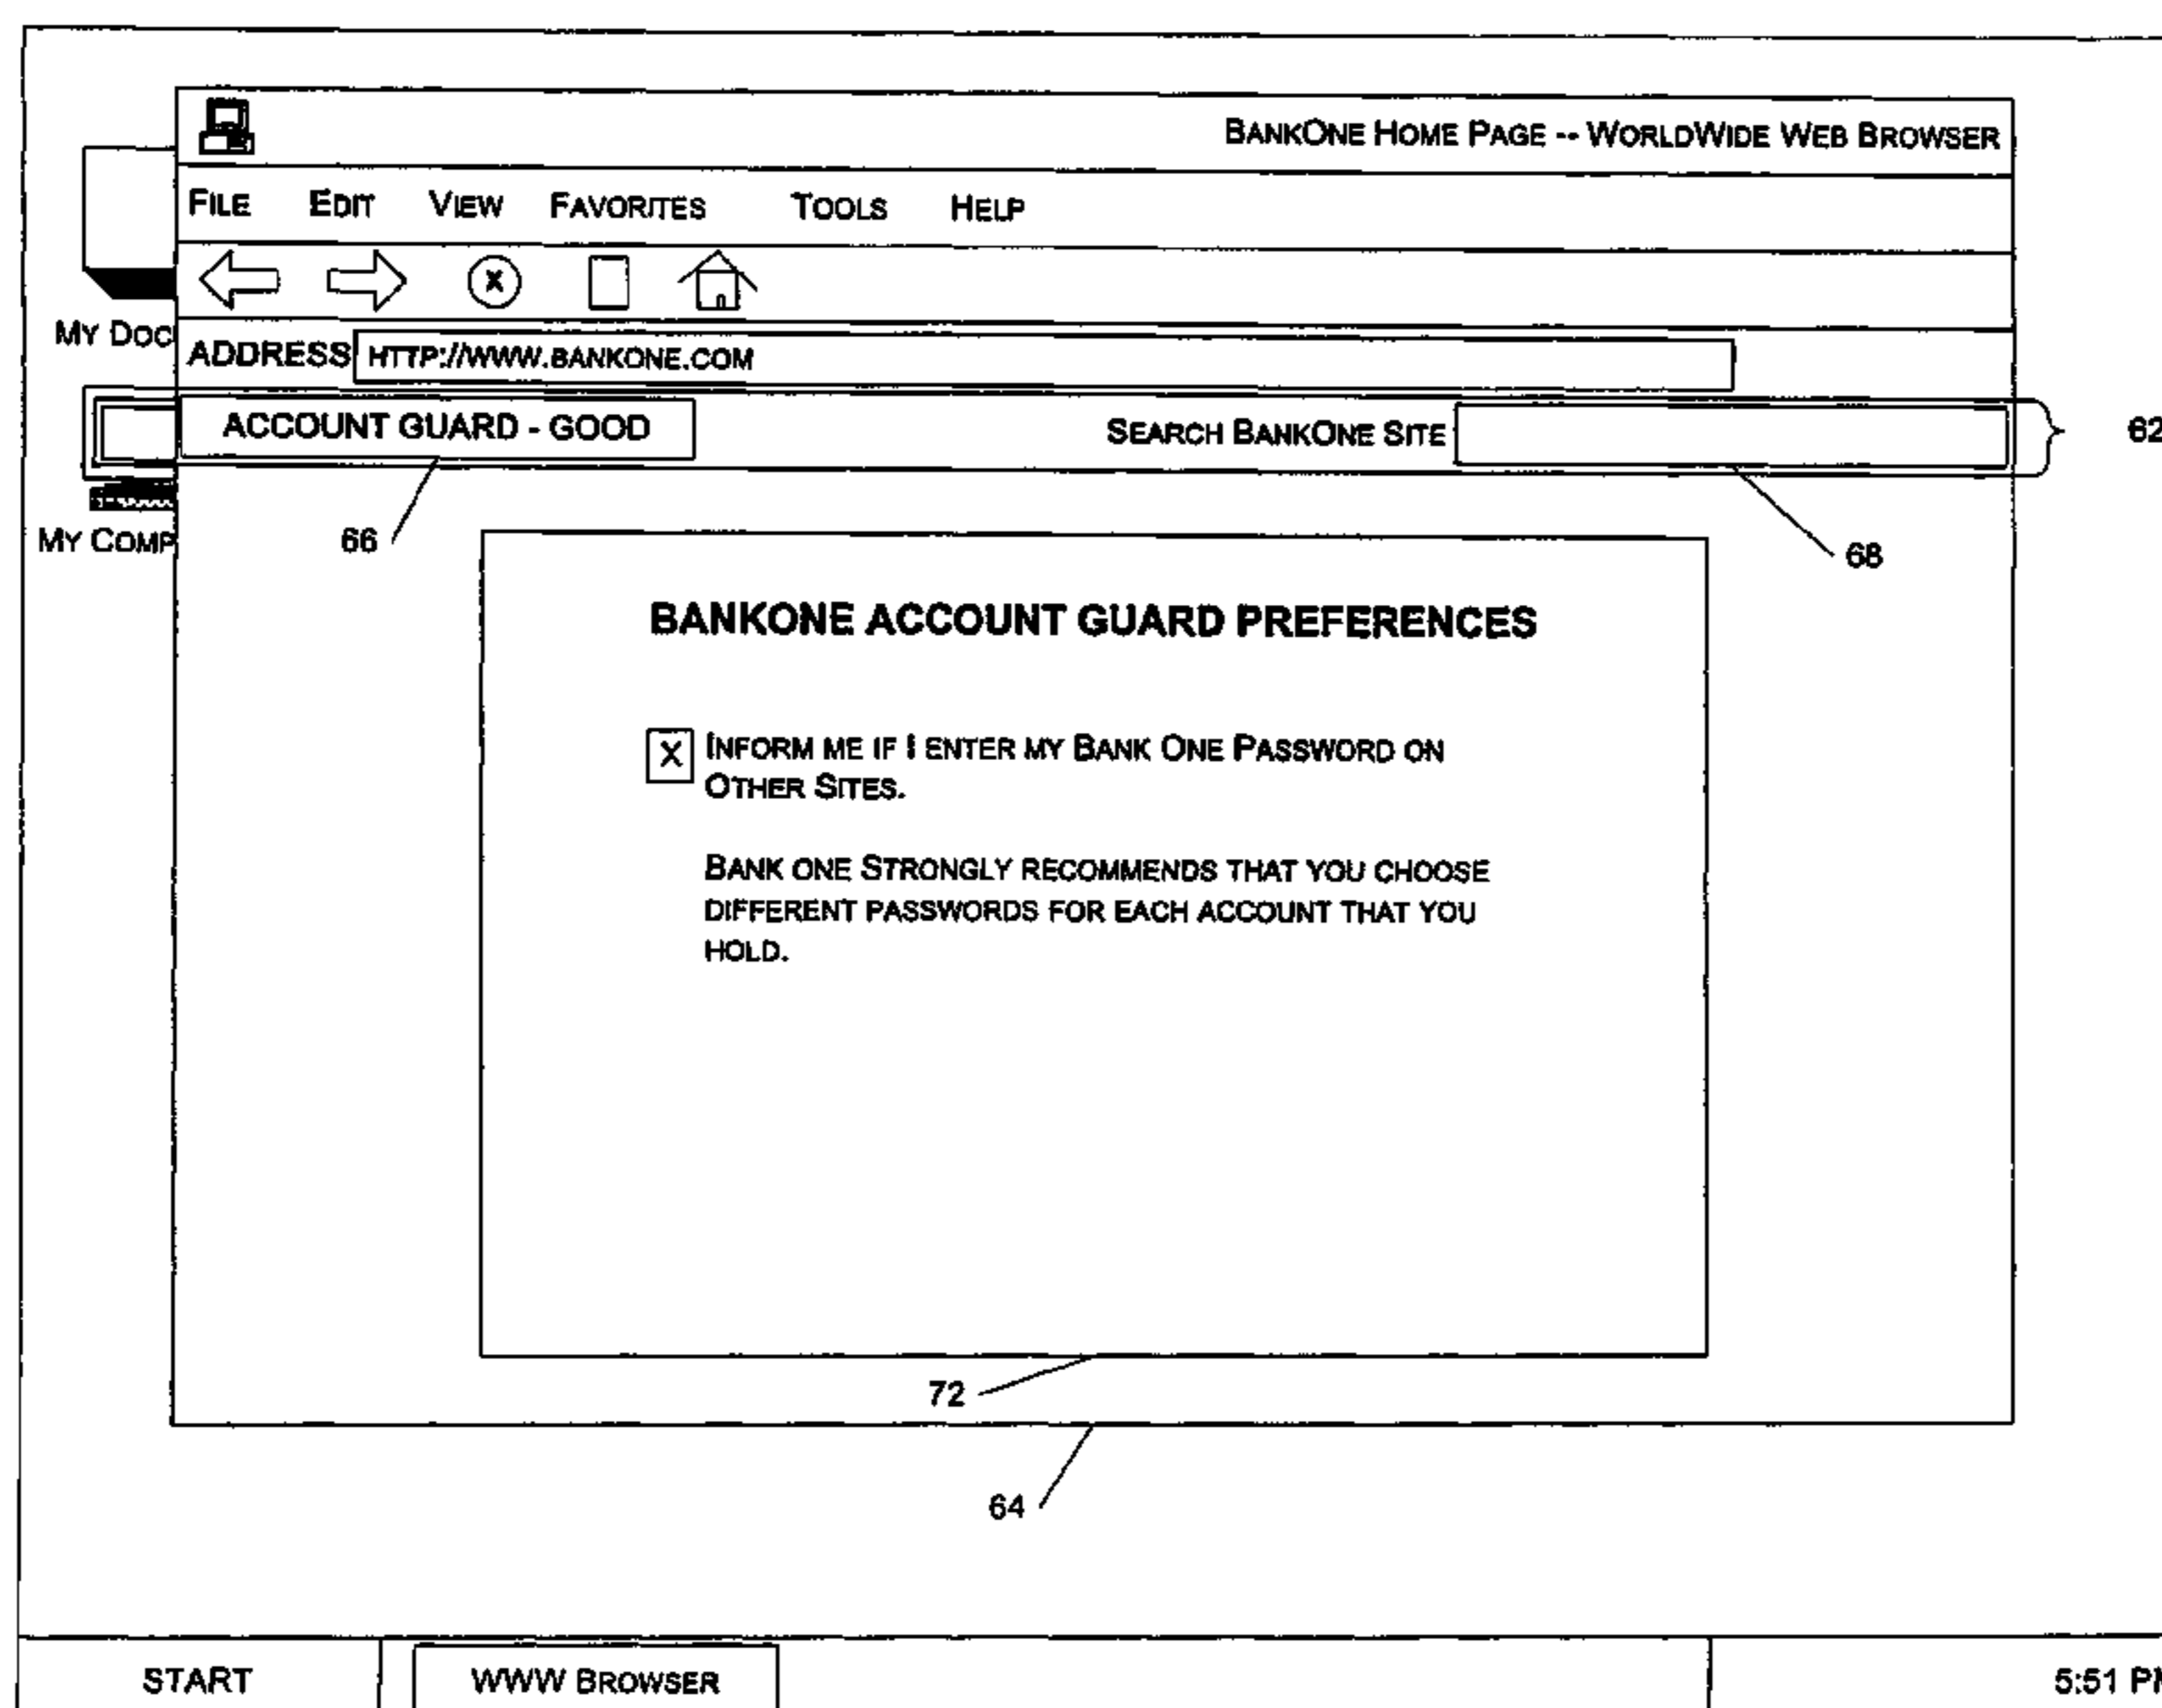 BANKONE HOME PAGE -- WORLDWIDE WEB BROWSER
FILE EDIT VIEW FAVORITES TOOLS HELP
X
MY DOC
ADDRESS HTTP://WWW.BANKONE.COM
ACCOUNT GUARD - GOOD SEARCH BANKONE SITE 62
MY COMP 66 68
BANKONE ACCOUNT GUARD PREFERENCES
X INFORM ME IF I ENTER MY BANK ONE PASSWORD ON
OTHER SITES.
BANK ONE STRONGLY RECOMMENDS THAT YOU CHOOSE
DIFFERENT PASSWORDS FOR EACH ACCOUNT THAT YOU
HOLD.
72
64
START WWW BROWSER 5:51 PM